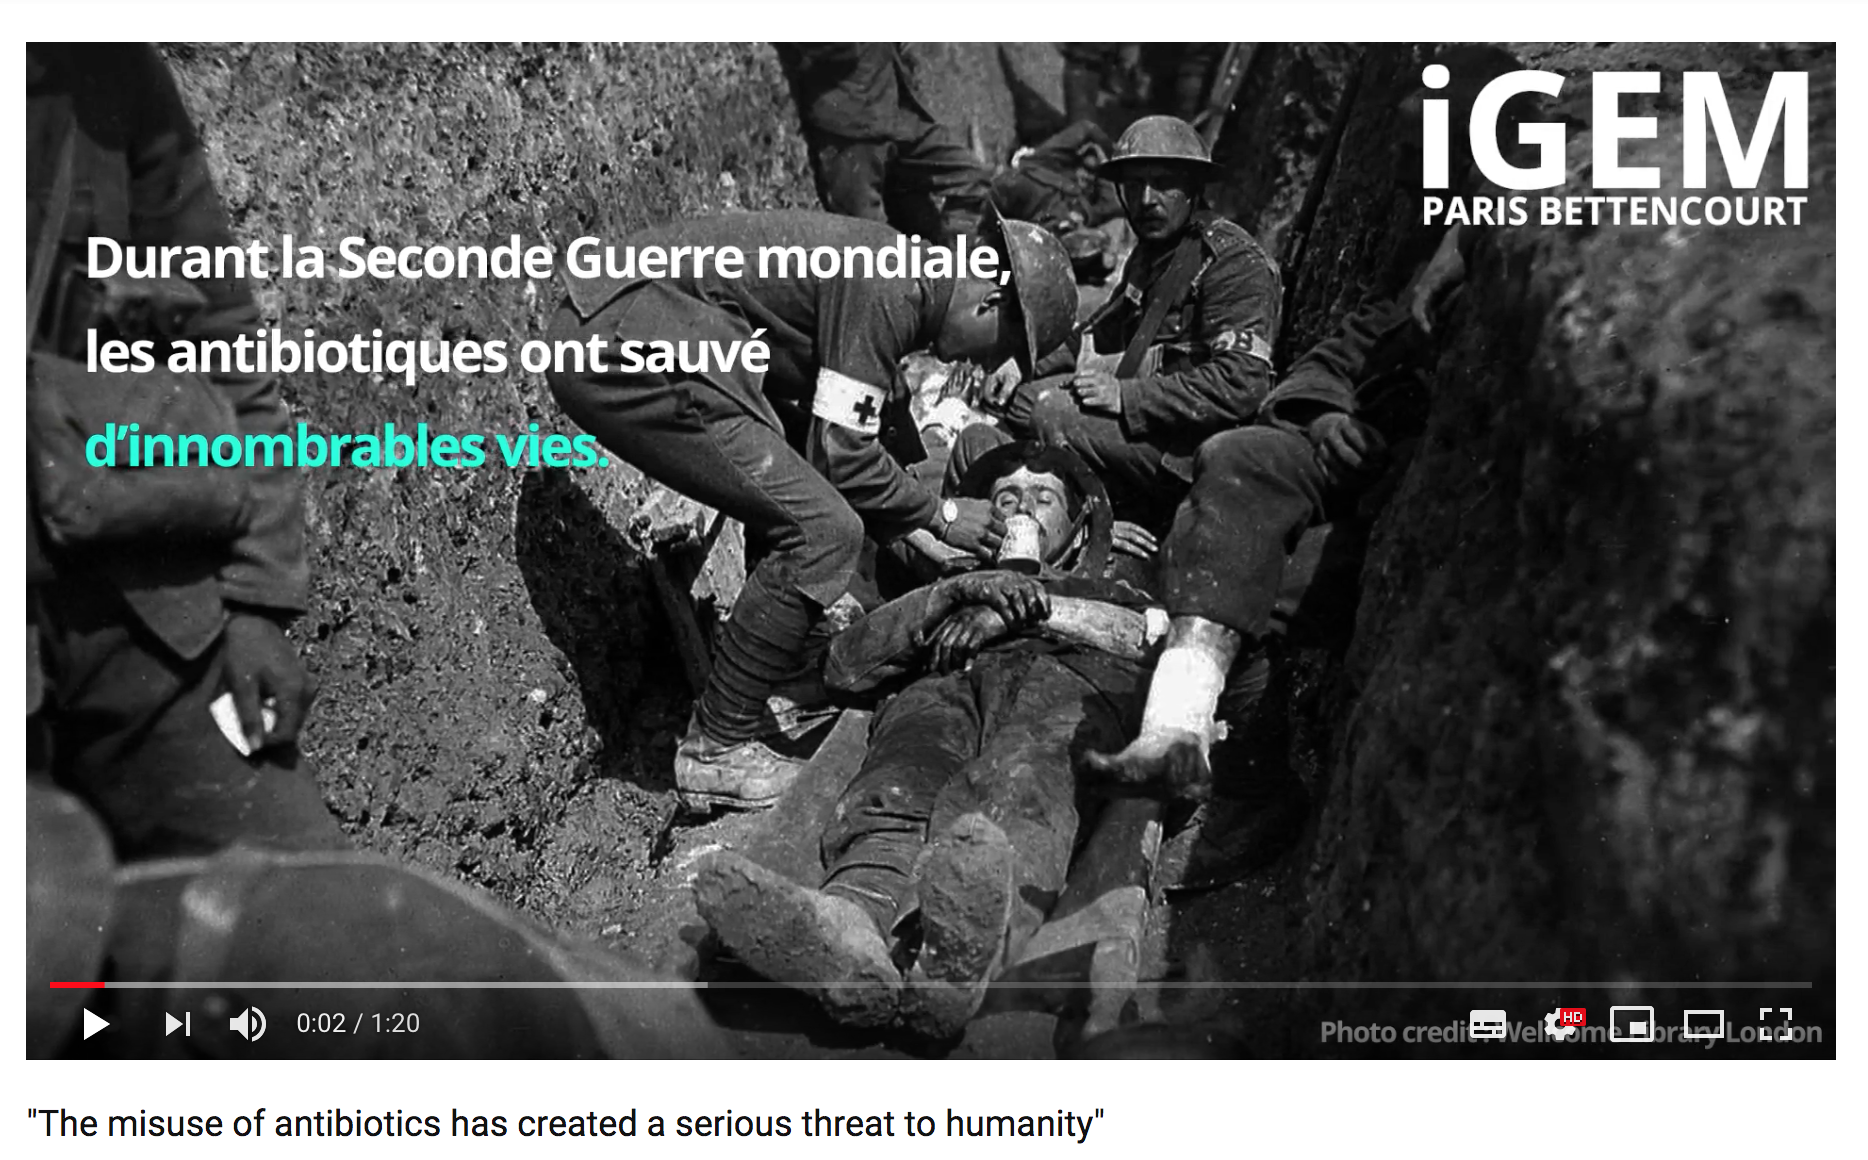 iGEM
PARIS BETTENCOURT
Durant la Seconde Guerre mondiale,
les antibiotiques ont sauvé
d'innombrables vies.
0:02 / 1:20
HD
Photo credit: Wellcome Library London
"The misuse of antibiotics has created a serious threat to humanity"